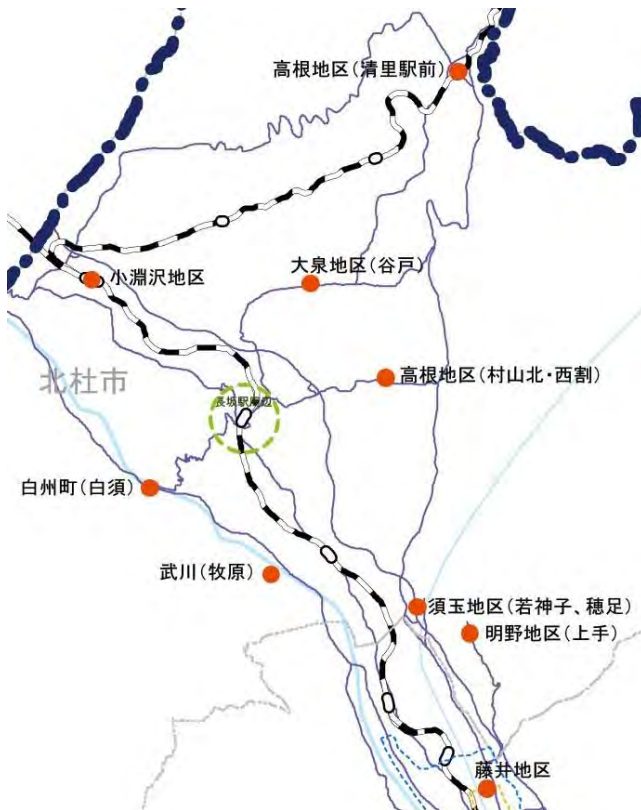 高根地区(清里駅前)
小淵沢地区
大泉地区(谷戸)
北杜市
高根地区(村山北・西割)
長坂駅周辺
白州町(白須)
武川(牧原)
須玉地区(若神子、穂足)
明野地区(上手)
藤井地区